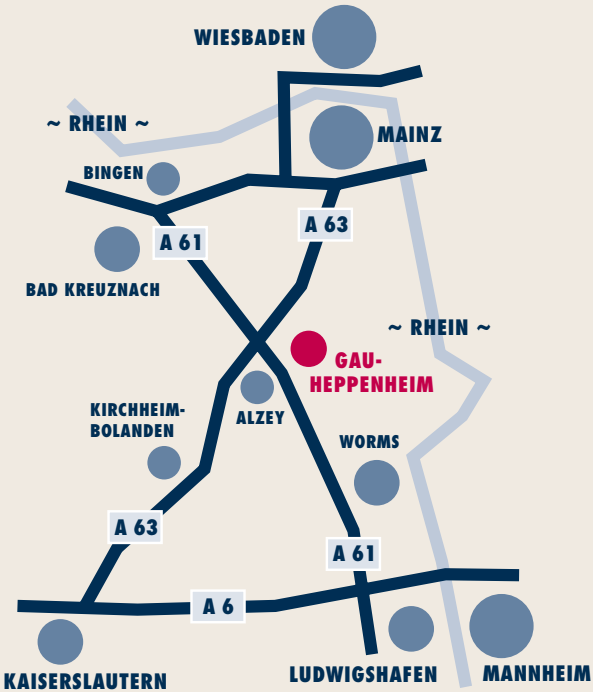 WIESBADEN
~ RHEIN ~
MAINZ
BINGEN
A 63
A 61
BAD KREUZNACH
~ RHEIN ~
GAU-
HEPPENHEIM
KIRCHHEIM-
BOLANDEN
ALZEY
WORMS
A 63
A 61
A 6
KAISERSLAUTERN
LUDWIGSHAFEN
MANNHEIM